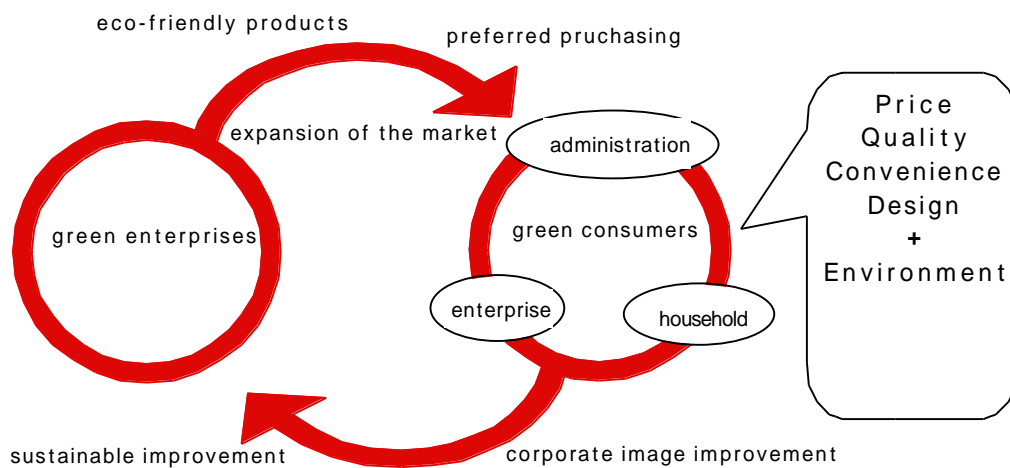 eco-friendly products
preferred pruchasing
expansion of the market
administration
green enterprises
green consumers
enterprise
household
Price
Quality
Convenience
Design
+
Environment
sustainable improvement
corporate image improvement